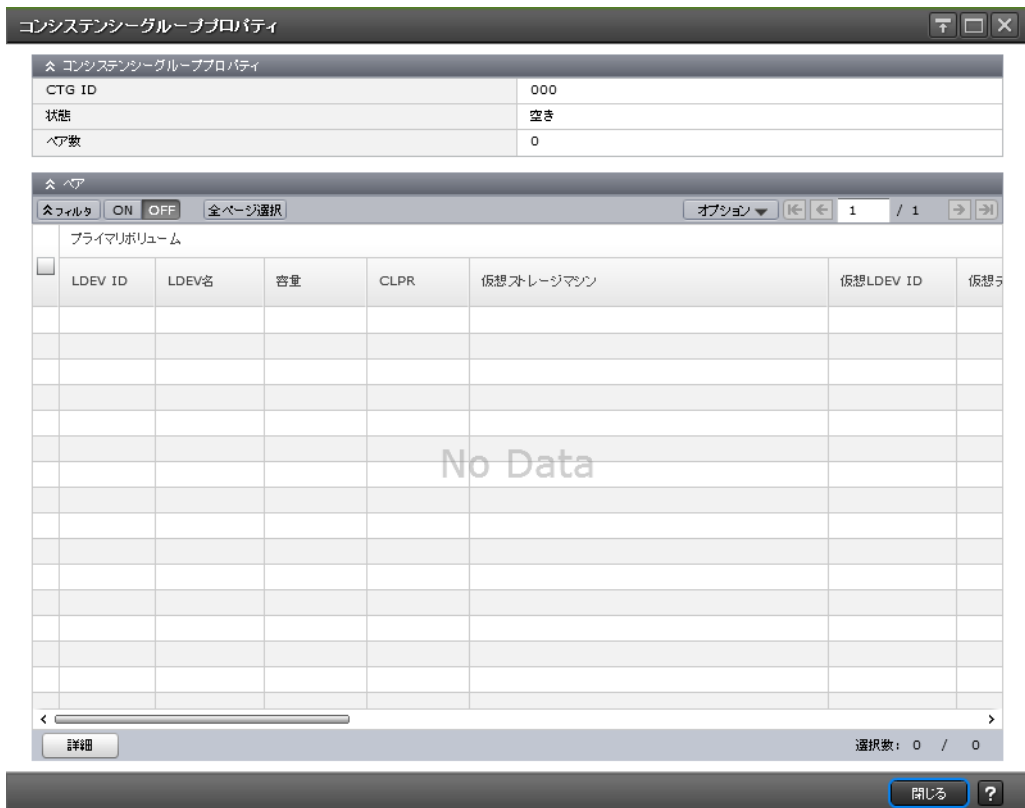 コンシステンシーグループプロパティ
コンシステンシーグループプロパティ
CTG ID 000
状態 空き
ペア数 0
ペア
フィルタ ON OFF 全ページ選択 オプション 1 / 1
プライマリボリューム
LDEV ID LDEV名 容量 CLPR 仮想ストレージマシン 仮想LDEV ID 仮想デ
No Data
詳細 選択数: 0 / 0
閉じる ?